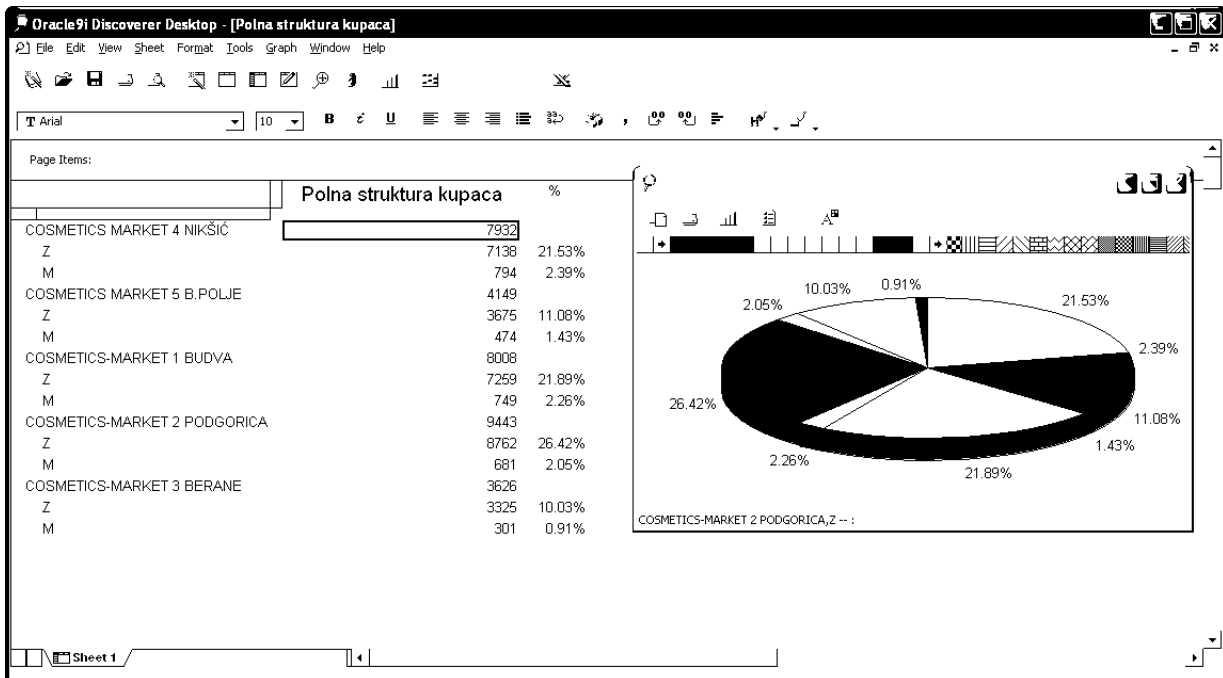 Oracle9i Discoverer Desktop - [Polna struktura kupaca]
File Edit View Sheet Format Tools Graph Window Help
Arial 10 B i U
Page Items:
Polna struktura kupaca %
COSMETICS MARKET 4 NIKŠIĆ 7932
Z 7138 21.53%
M 794 2.39%
COSMETICS MARKET 5 B.POLJE 4149
Z 3675 11.08%
M 474 1.43%
COSMETICS-MARKET 1 BUDVA 8008
Z 7259 21.89%
M 749 2.26%
COSMETICS-MARKET 2 PODGORICA 9443
Z 8762 26.42%
M 681 2.05%
COSMETICS-MARKET 3 BERANE 3626
Z 3325 10.03%
M 301 0.91%
2.05% 10.03% 0.91% 21.53%
2.39%
26.42%
11.08%
1.43%
2.26%
21.89%
COSMETICS-MARKET 2 PODGORICA,Z -- :
Sheet 1